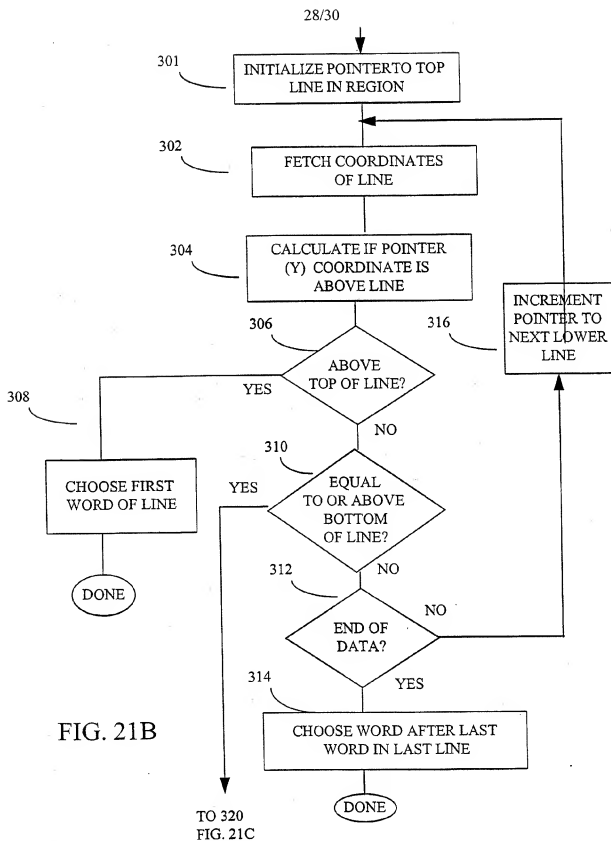 28/30
301
INITIALIZE POINTERTO TOP
LINE IN REGION
302
FETCH COORDINATES
OF LINE
304
CALCULATE IF POINTER
(Y) COORDINATE IS
ABOVE LINE
316
INCREMENT
POINTER TO
NEXT LOWER
LINE
306
ABOVE
TOP OF LINE?
YES
NO
308
CHOOSE FIRST
WORD OF LINE
DONE
310
EQUAL
TO OR ABOVE
BOTTOM
OF LINE?
YES
NO
312
END OF
DATA?
NO
YES
314
CHOOSE WORD AFTER LAST
WORD IN LAST LINE
DONE
FIG. 21B
TO 320
FIG. 21C